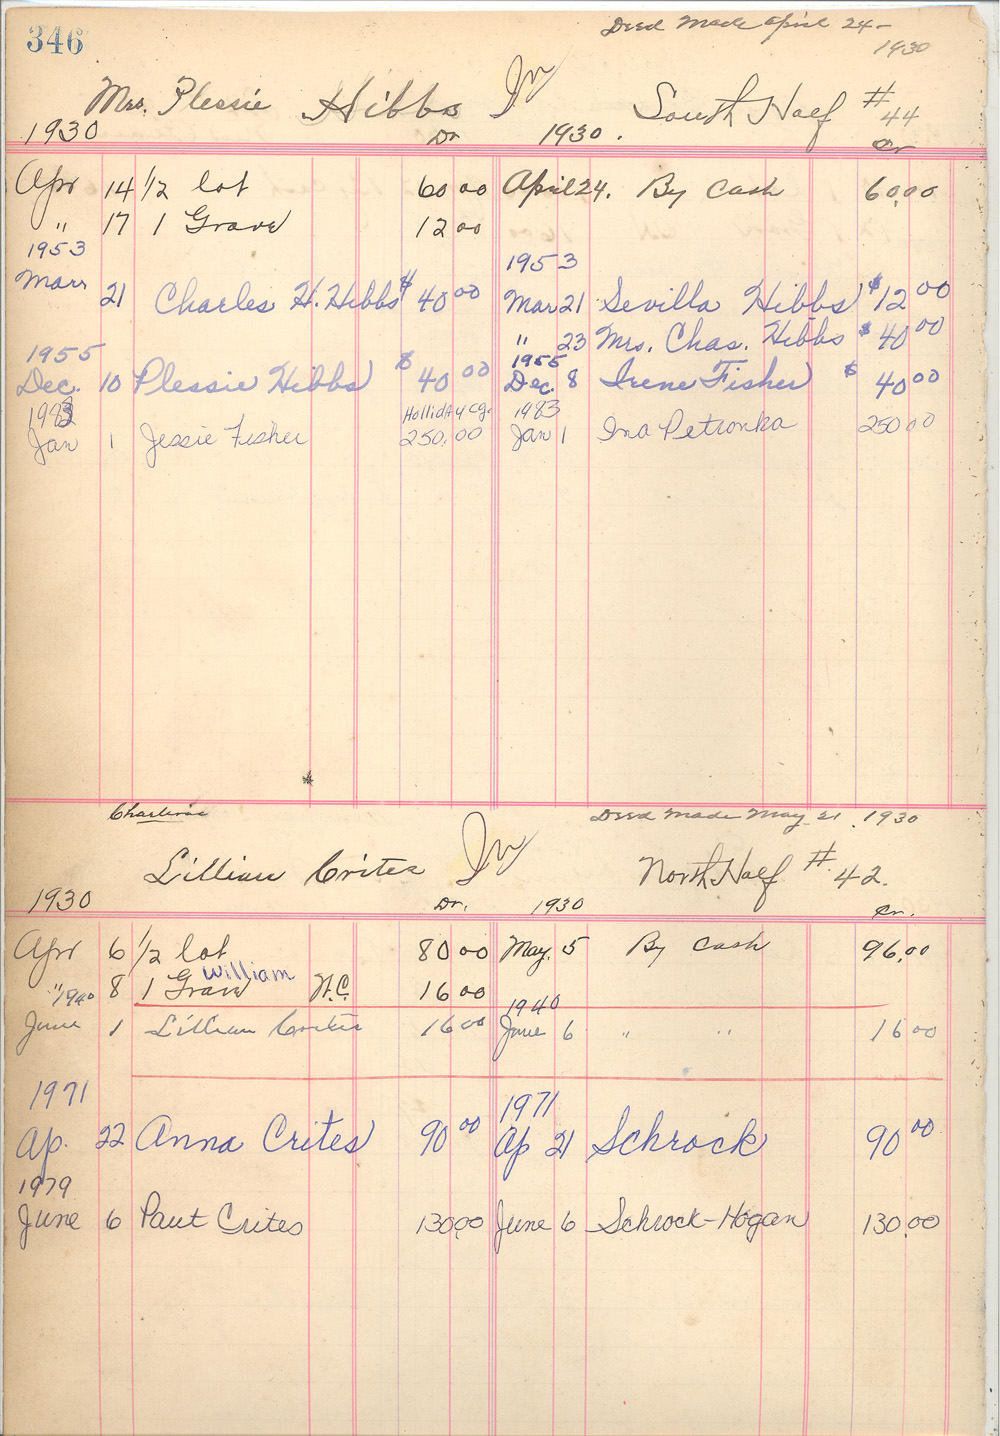 346
Deed Made April 24-
1930
Mrs. Plessie Hibbs South Half # 44
1930 Dr 1930. Cr
Apr 14 1/2 lot 60 00 April 24. By Cash 60.00
" 17 1 Grave 12 00
1953 1953
Mar 21 Charles H. Hibbs $ 40 00 Mar 21 Sevilla Hibbs $12 00
" 23 Mrs. Chas. Hibbs $ 40 00
1955 1955
Dec. 10 Plessie Hibbs $ 40 00 Dec. 8 Irene Fisher $ 40 00
1983 Holliday Cg. 1983
Jan 1 Jessie Fisher 250.00 Jan 1 Ina Petronka 250 00
Deed Made May 21, 1930
Lillian Crites North Half # 42.
1930 Dr. 1930 Cr.
Apr 6 1/2 lot 80 00 May. 5 By Cash 96.00
William
" 8 1 Grave N.C. 16 00
1940 1940
June 1 Lillian Crites 16 00 June 6 " " 16 00
1971 1971
Ap. 22 Anna Crites 90 00 Ap 21 Schrock 90 00
1979
June 6 Paul Crites 130.00 June 6 Schrock-Hogan 130.00